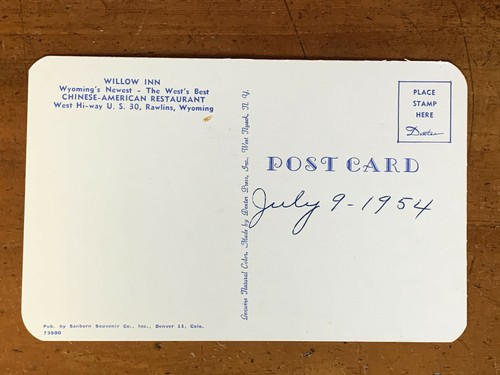 WILLOW INN
Wyoming's Newest - The West's Best
CHINESE-AMERICAN RESTAURANT
West Hi-way U. S. 30, Rawlins, Wyoming
PLACE
STAMP
HERE
Dexter
POST CARD
July 9-1954
Genuine Natural Color. Made by Dexter Press, Inc., West Nyack, N. Y.
Pub. by Sanborn Souvenir Co., Inc., Denver 11, Colo.